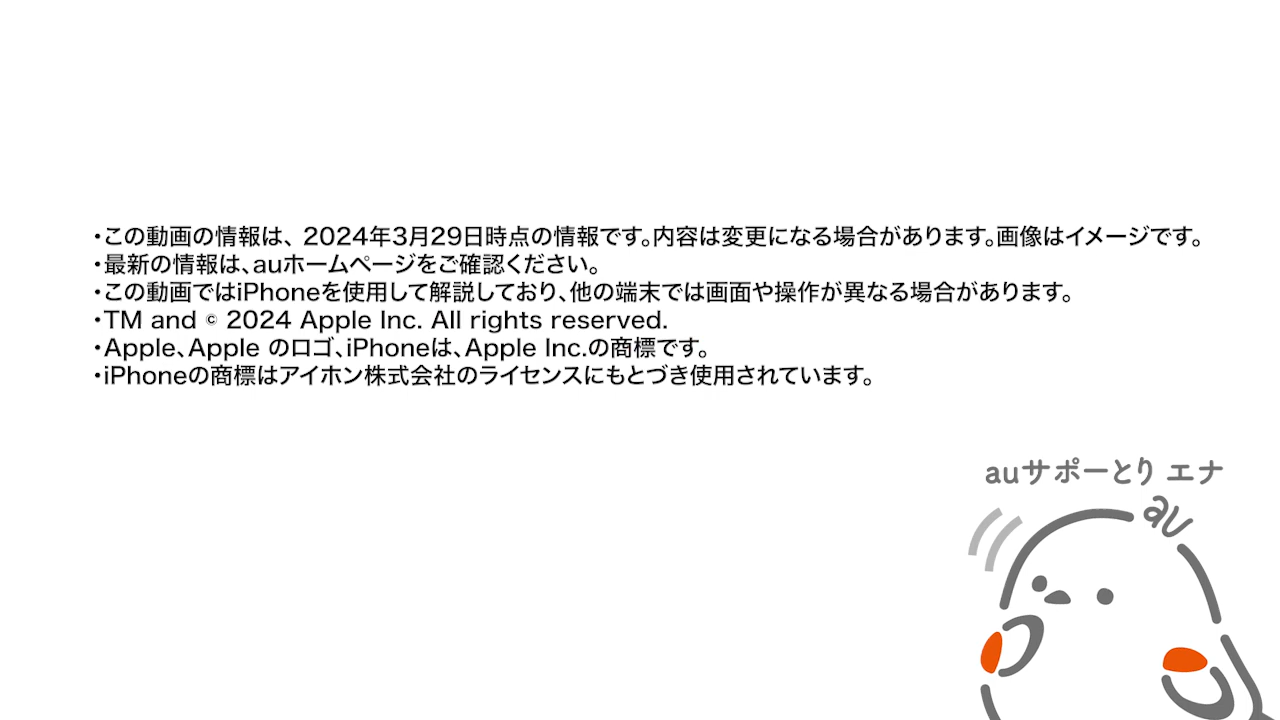 ・この動画の情報は、2024年3月29日時点の情報です。内容は変更になる場合があります。画像はイメージです。
・最新の情報は、auホームページをご確認ください。
・この動画ではiPhoneを使用して解説しており、他の端末では画面や操作が異なる場合があります。
・TM and © 2024 Apple Inc. All rights reserved.
・Apple、Apple のロゴ、iPhoneは、Apple Inc.の商標です。
・iPhoneの商標はアイホン株式会社のライセンスにもとづき使用されています。
auサポーとり エナ
au